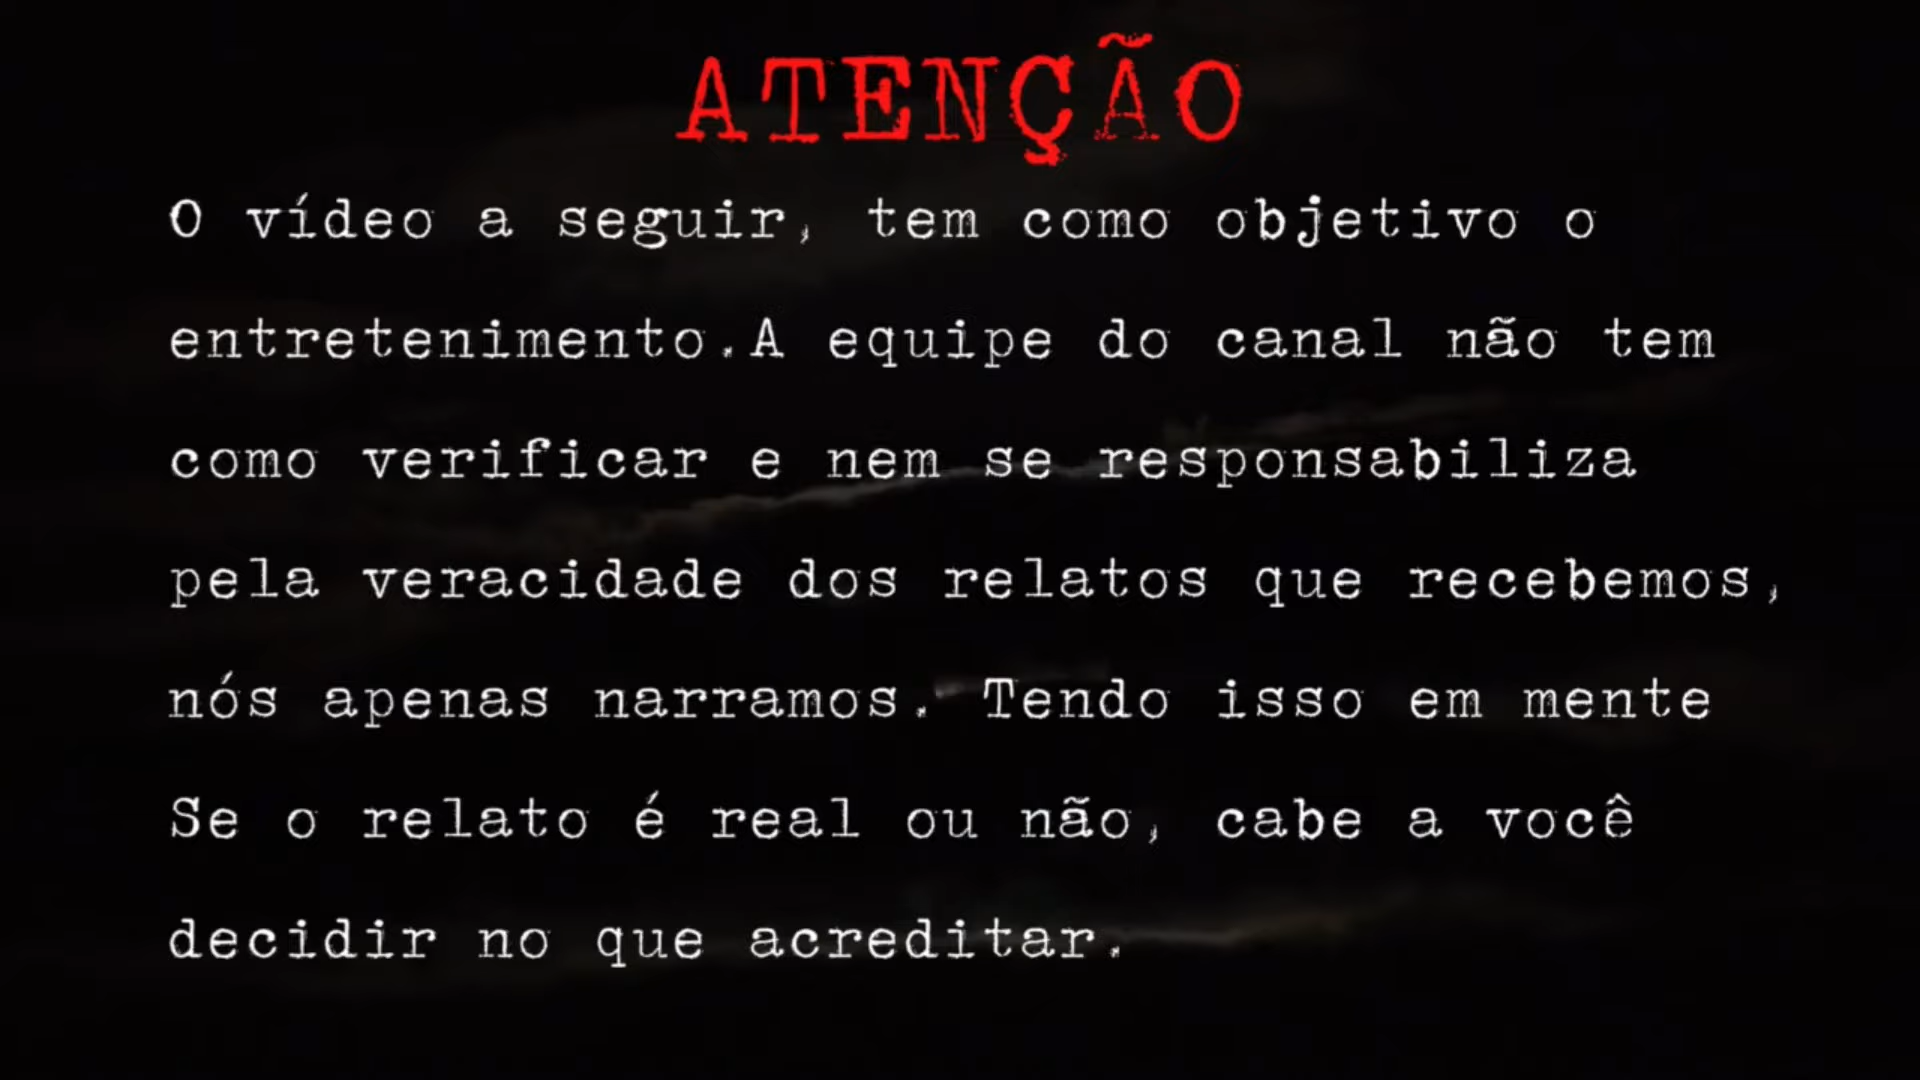 ATENÇÃO
O vídeo a seguir, tem como objetivo o
entretenimento.A equipe do canal não tem
como verificar e nem se responsabiliza
pela veracidade dos relatos que recebemos,
nós apenas narramos. Tendo isso em mente
Se o relato é real ou não, cabe a você
decidir no que acreditar.